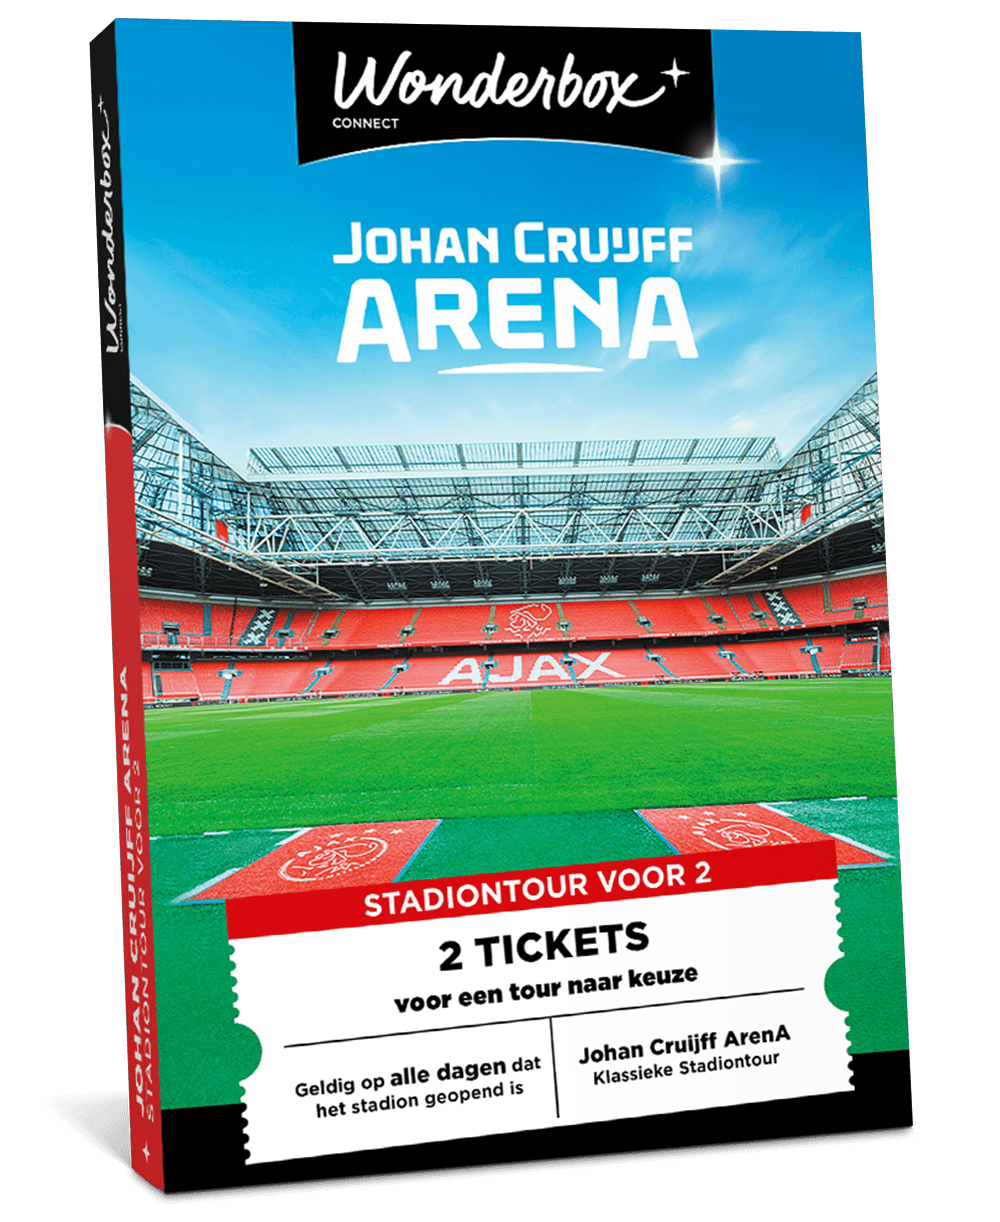 Wonderbox
CONNECT
JOHAN CRUIJFF
ARENA
AJAX
STADIONTOUR VOOR 2
2 TICKETS
voor een tour naar keuze
Geldig op alle dagen dat
het stadion geopend is
Johan Cruijff ArenA
Klassieke Stadiontour
Wonderbox
CONNECT
JOHAN CRUIJFF ARENA
STADIONTOUR VOOR 2